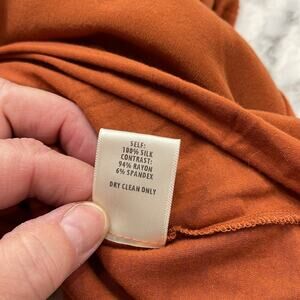 SELF:
100% SILK
CONTRAST:
94% RAYON
6% SPANDEX
DRY CLEAN ONLY